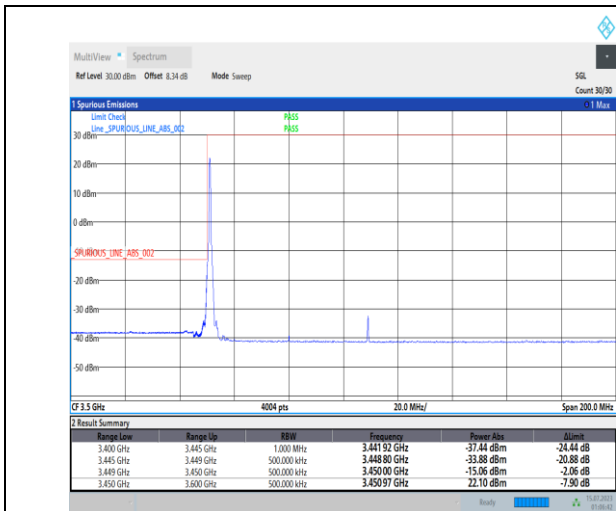 MultiView
Spectrum
Ref Level 30.00 dBm Offset 8.34 dB Mode Sweep
SGL
Count 30/30
1 Spurious Emissions
1 Max
Limit Check
PASS
Line _SPURIOUS_LINE_ABS_002
PASS
30 dBm
20 dBm
10 dBm
0 dBm
_SPURIOUS_LINE_ABS_002
-20 dBm
-30 dBm
-40 dBm
-50 dBm
CF 3.5 GHz
4004 pts
20.0 MHz/
Span 200.0 MHz
2 Result Summary
Range Low Range Up RBW Frequency Power Abs ΔLimit
3.400 GHz 3.445 GHz 1.000 MHz 3.441 92 GHz -37.44 dBm -24.44 dB
3.445 GHz 3.449 GHz 500.000 kHz 3.448 80 GHz -33.88 dBm -20.88 dB
3.449 GHz 3.450 GHz 500.000 kHz 3.450 00 GHz -15.06 dBm -2.06 dB
3.450 GHz 3.600 GHz 500.000 kHz 3.450 97 GHz 22.10 dBm -7.90 dB
Ready
15.07.2023
01:06:42